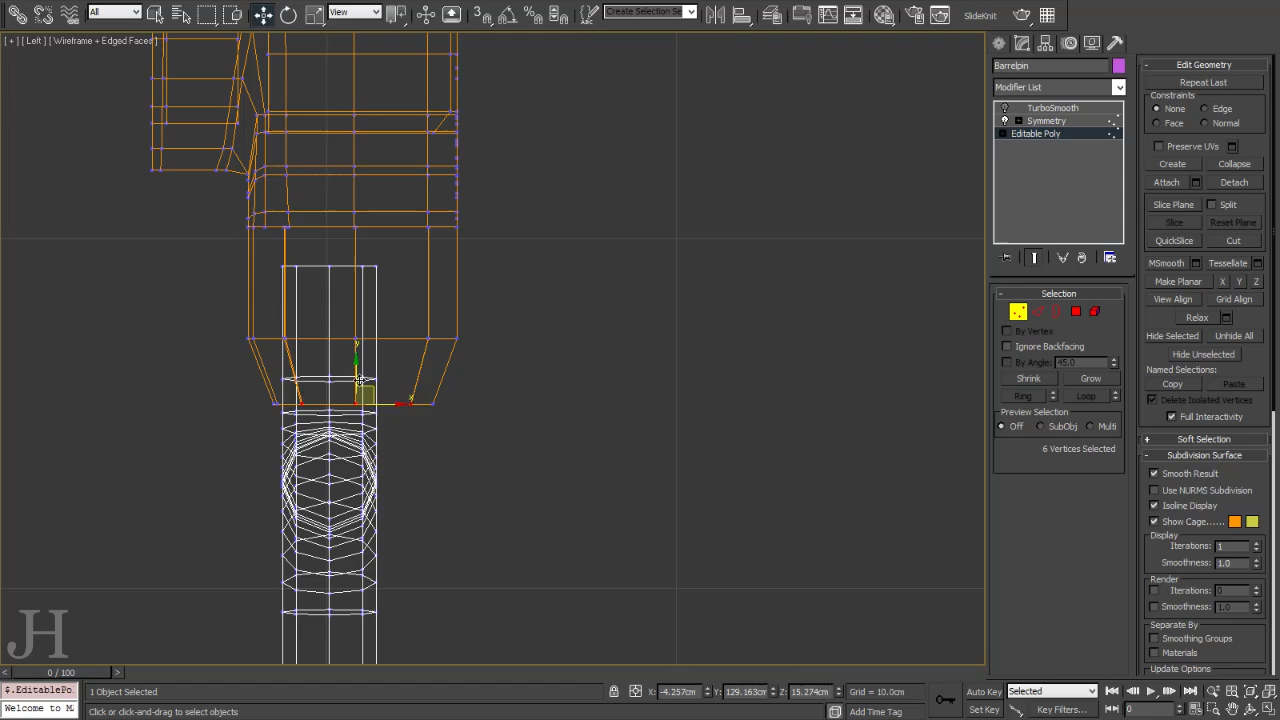 All
View
3
Create Selection Se
SlideKnit
[ + ] [ Left ] [ Wireframe + Edged Faces ]
Barrelpin
Modifier List
TurboSmooth
Symmetry
Editable Poly
Selection
By Vertex
Ignore Backfacing
By Angle: 45.0
Shrink
Grow
Ring
Loop
Preview Selection
Off
SubObj
Multi
6 Vertices Selected
Edit Geometry
Repeat Last
Constraints
None
Edge
Face
Normal
Preserve UVs
Create
Collapse
Attach
Detach
Slice Plane
Split
Slice
Reset Plane
QuickSlice
Cut
MSmooth
Tessellate
Make Planar
X
Y
Z
View Align
Grid Align
Relax
Hide Selected
Unhide All
Hide Unselected
Named Selections:
Copy
Paste
Delete Isolated Vertices
Full Interactivity
Soft Selection
Subdivision Surface
Smooth Result
Use NURMS Subdivision
Isoline Display
Show Cage......
Display
Iterations: 1
Smoothness: 1.0
Render
Iterations: 0
Smoothness: 1.0
Separate By
Smoothing Groups
Materials
Update Options
y
x
JH
0 / 100
$.EditablePo
Welcome to M
1 Object Selected
Click or click-and-drag to select objects
X: -4.257cm
Y: 129.163cm
Z: 15.274cm
Grid = 10.0cm
Add Time Tag
Auto Key
Selected
Set Key
Key Filters...
0